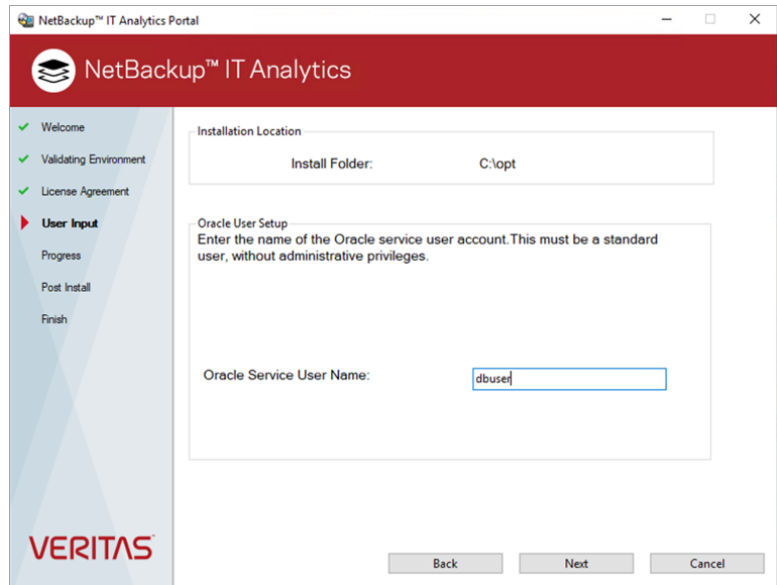 NetBackup™ IT Analytics Portal
NetBackup™ IT Analytics
Welcome
Validating Environment
License Agreement
User Input
Progress
Post Install
Finish
Installation Location
Install Folder: C:\opt
Oracle User Setup
Enter the name of the Oracle service user account.This must be a standard
user, without administrative privileges.
Oracle Service User Name: dbuser
VERITAS
Back Next Cancel